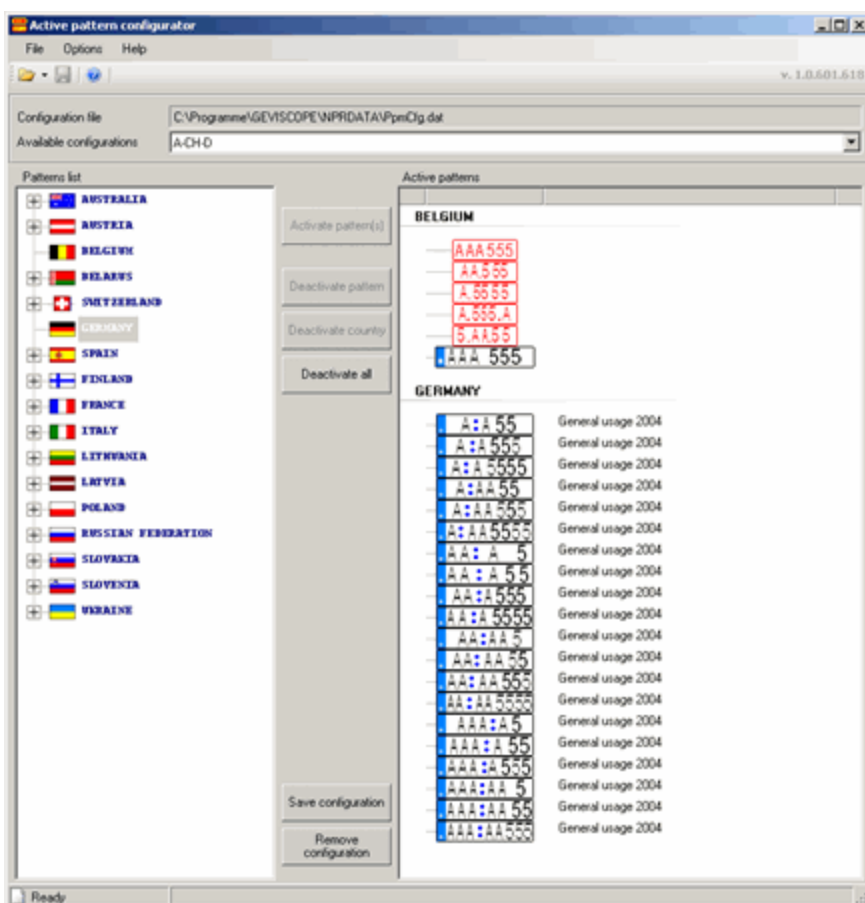 Active pattern configurator
File Options Help
v. 1.0.601.618
Configuration file C:\Programme\GEVISCOPE\NPRDATA\PpmCfg.dat
Available configurations A-CH-D
Patterns list
Active patterns
AUSTRALIA
AUSTRIA
BELGIUM
BELARUS
SWITZERLAND
GERMANY
SPAIN
FINLAND
FRANCE
ITALY
LITHUANIA
LATVIA
POLAND
RUSSIAN FEDERATION
SLOVAKIA
SLOVENIA
UKRAINE
Activate pattern(s)
Deactivate pattern
Deactivate country
Deactivate all
Save configuration
Remove
configuration
BELGIUM
AAA555
AA.555
A.5555
A.555.A
5.AA55
AAA 555
GERMANY
A:A 55 General usage 2004
A:A 555 General usage 2004
A:A 5555 General usage 2004
A:AA 55 General usage 2004
A:AA 555 General usage 2004
A:AA 5555 General usage 2004
AA:A 5 General usage 2004
AA:A 55 General usage 2004
AA:A 555 General usage 2004
AA:A 5555 General usage 2004
AA:AA 5 General usage 2004
AA:AA 55 General usage 2004
AA:AA 555 General usage 2004
AA:AA 5555 General usage 2004
AAA:A 5 General usage 2004
AAA:A 55 General usage 2004
AAA:A 555 General usage 2004
AAA:AA 5 General usage 2004
AAA:AA 55 General usage 2004
AAA:AA 555 General usage 2004
Ready